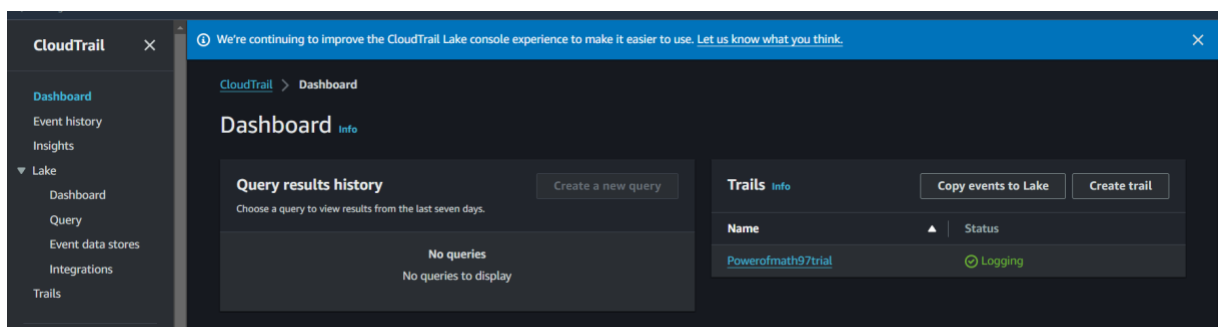 CloudTrail
We're continuing to improve the CloudTrail Lake console experience to make it easier to use. Let us know what you think.
Dashboard
Event history
Insights
Lake
Dashboard
Query
Event data stores
Integrations
Trails
CloudTrail > Dashboard
Dashboard Info
Query results history
Create a new query
Choose a query to view results from the last seven days.
No queries
No queries to display
Trails Info
Copy events to Lake
Create trail
Name
Status
Powerofmath97trial
Logging